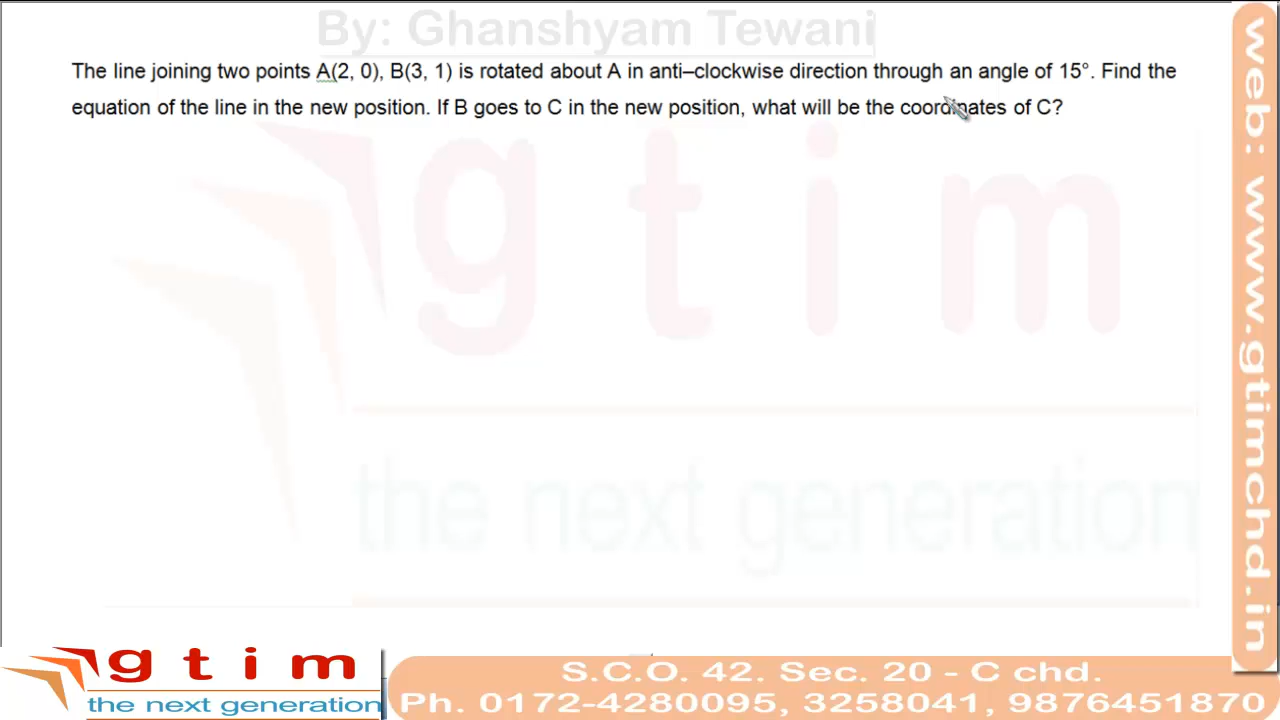 By: Ghanshyam Tewani
The line joining two points A(2, 0), B(3, 1) is rotated about A in anti–clockwise direction through an angle of 15°. Find the
equation of the line in the new position. If B goes to C in the new position, what will be the coordinates of C?
gtim
the next generation
web: www.gtimchd.in
gtim
the next generation
S.C.O. 42. Sec. 20 - C chd.
Ph. 0172-4280095, 3258041, 9876451870